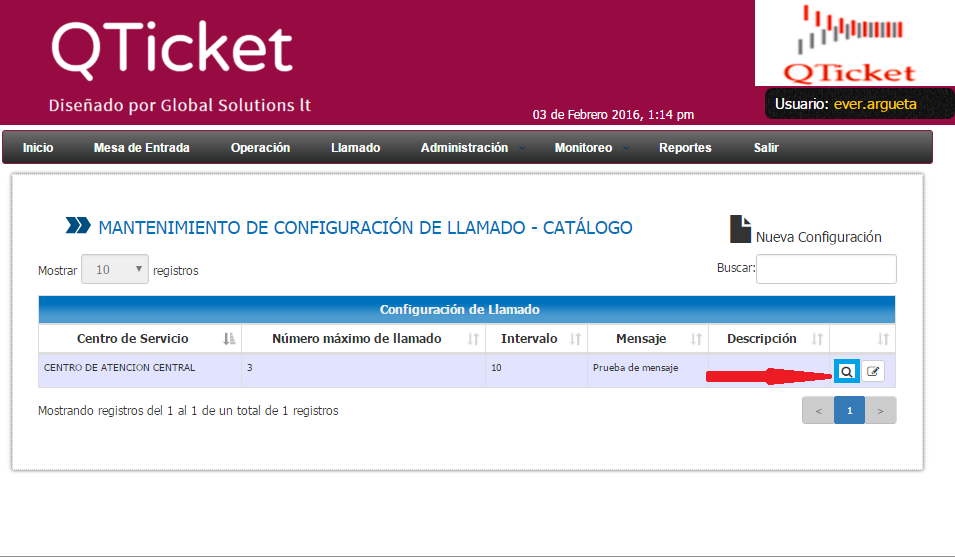 QTicket
Diseñado por Global Solutions lt
QTicket
03 de Febrero 2016, 1:14 pm
Usuario: ever.argueta
Inicio Mesa de Entrada Operación Llamado Administración Monitoreo Reportes Salir
MANTENIMIENTO DE CONFIGURACIÓN DE LLAMADO - CATÁLOGO
Nueva Configuración
Mostrar 10 registros
Buscar:
Configuración de Llamado
Centro de Servicio Número máximo de llamado Intervalo Mensaje Descripción
CENTRO DE ATENCION CENTRAL 3 10 Prueba de mensaje
Mostrando registros del 1 al 1 de un total de 1 registros
< 1 >